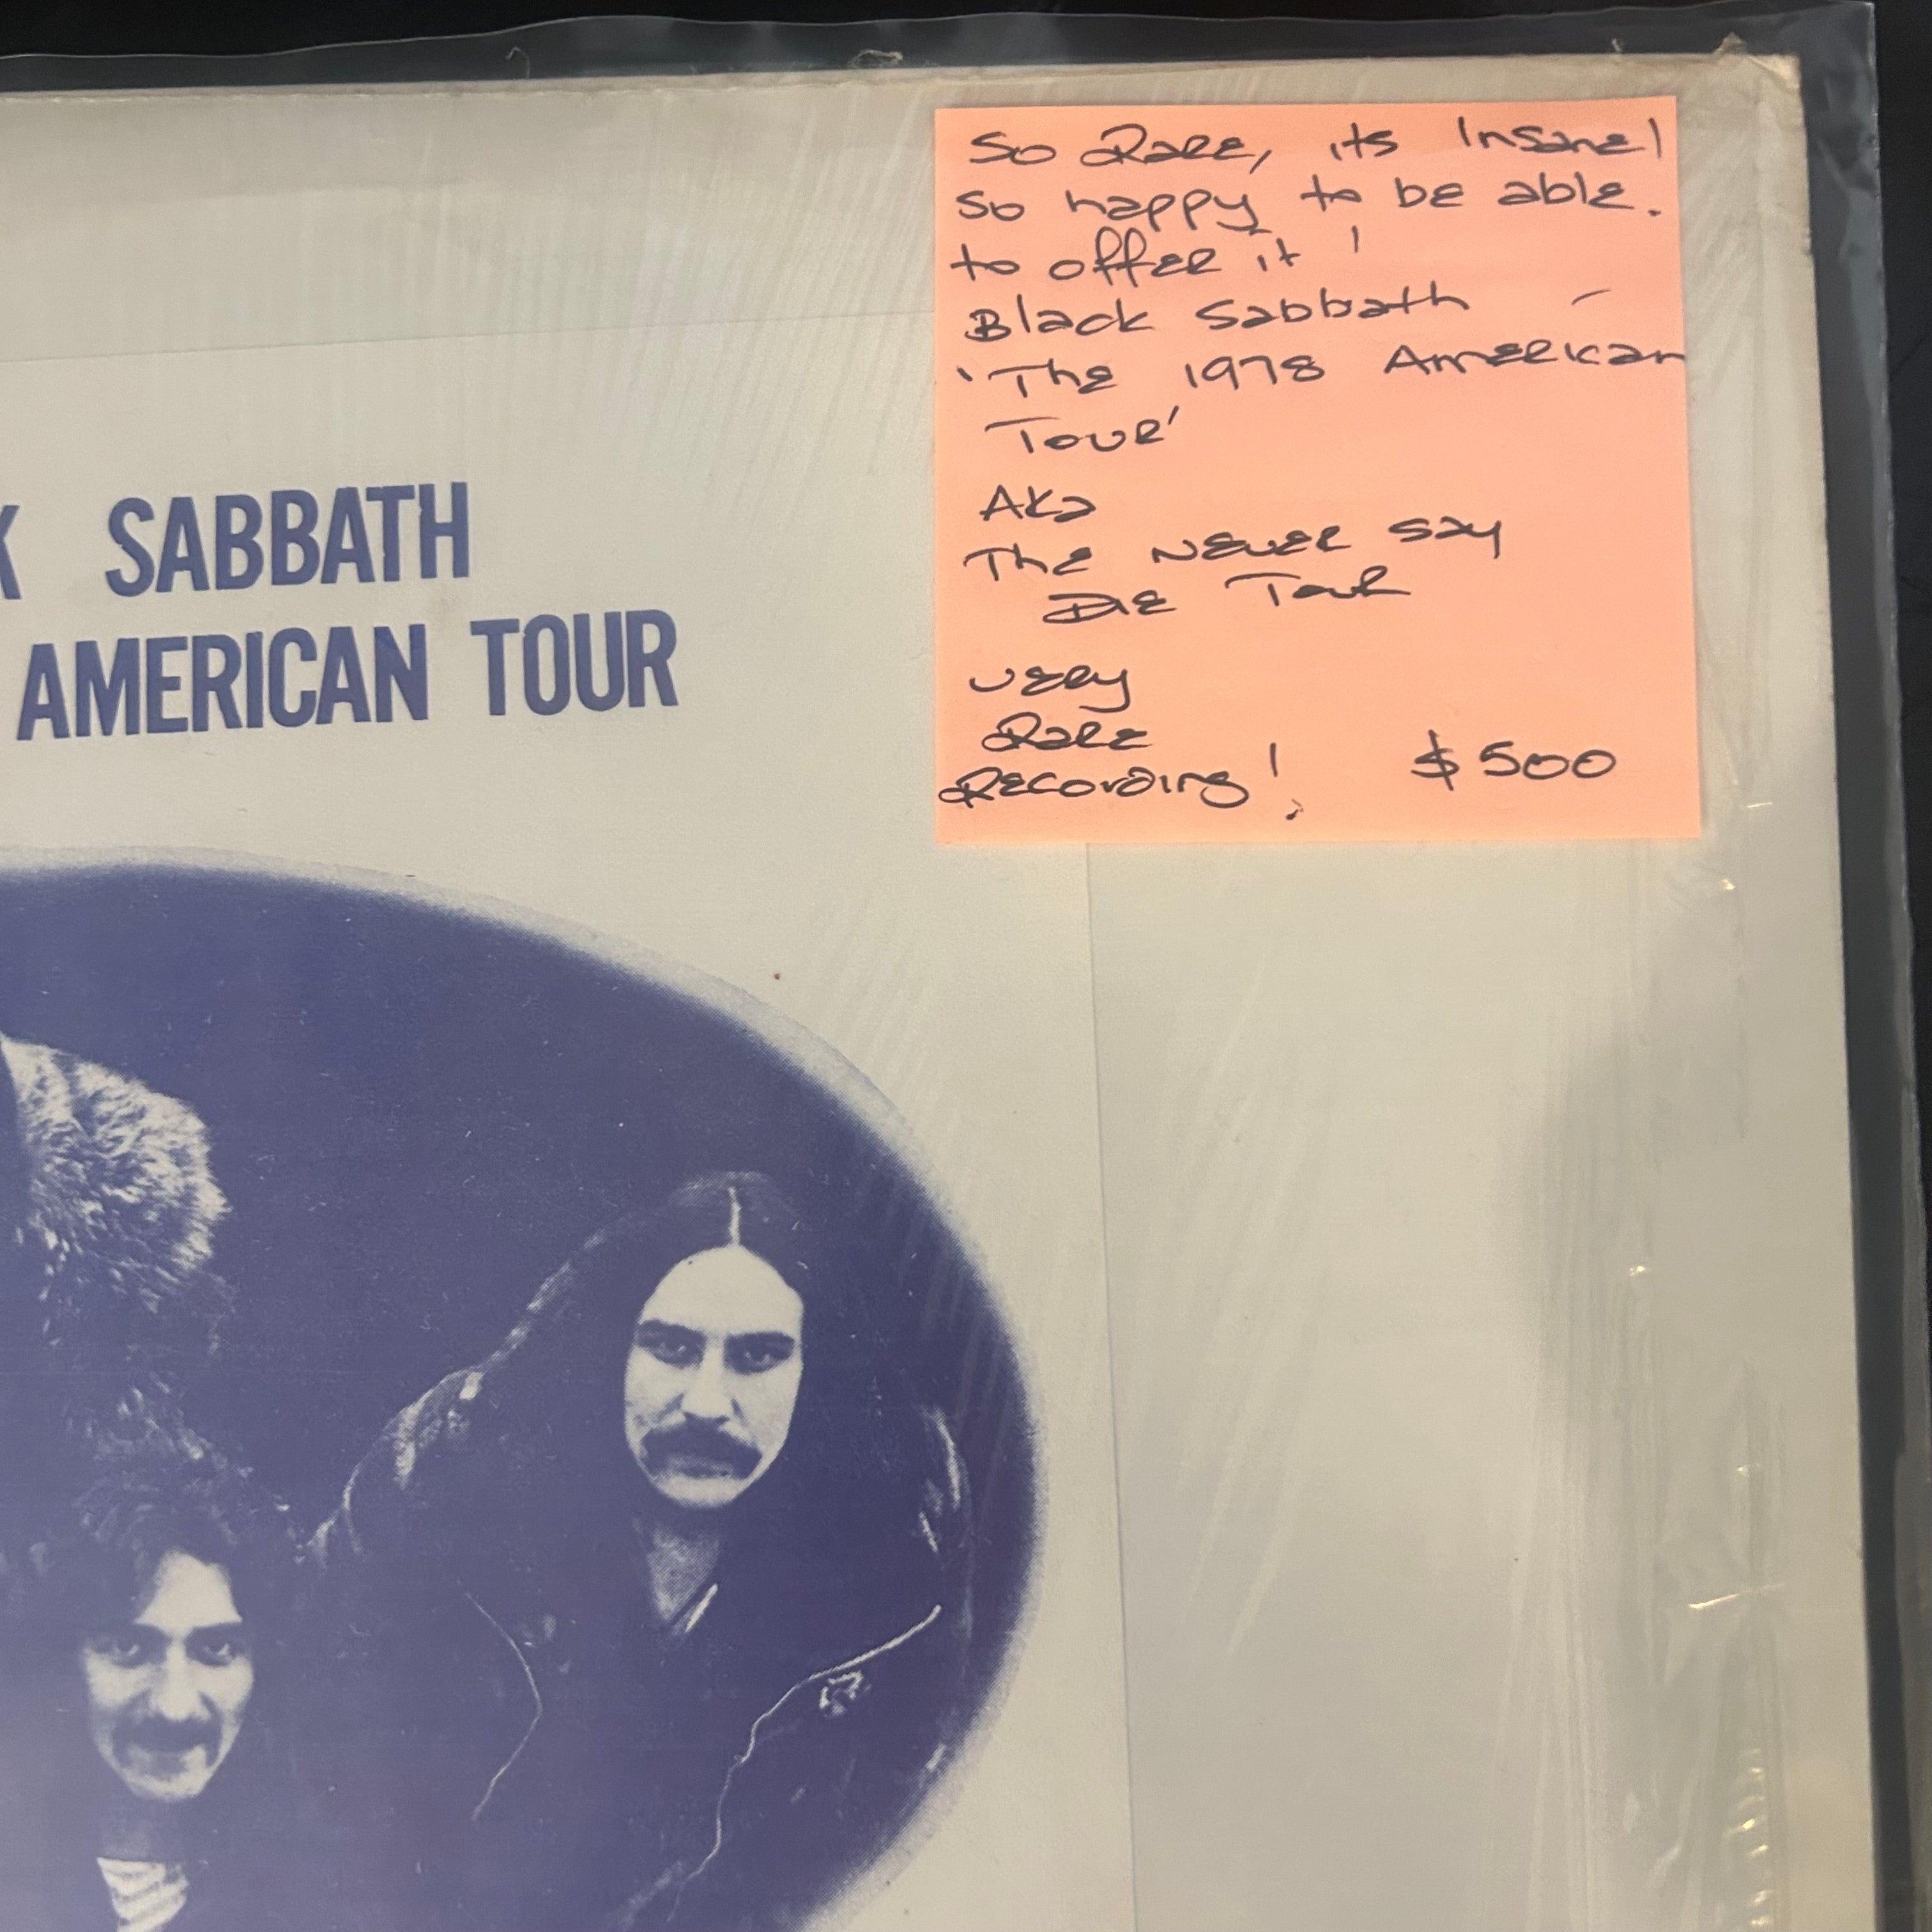 So Rare, its Insane!
so happy to be able.
to offer it!
Black Sabbath -
'The 1978 American
Tour'
AKA
The Never Say
Die Tour
Very
Rare
Recording! $500
K SABBATH
AMERICAN TOUR